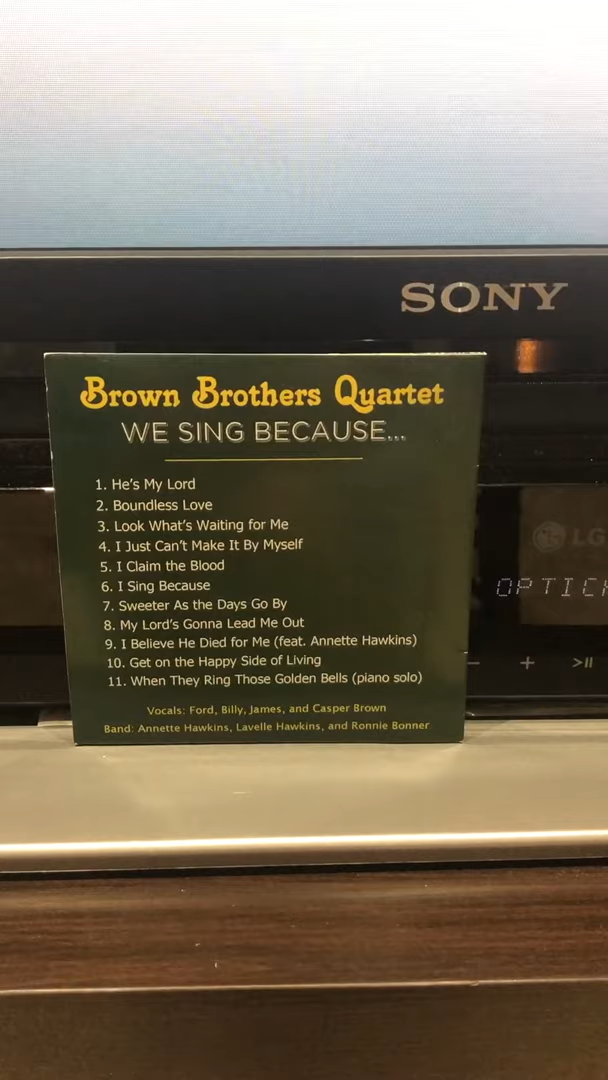 SONY
Brown Brothers Quartet
WE SING BECAUSE...
1. He's My Lord
2. Boundless Love
3. Look What's Waiting for Me
4. I Just Can't Make It By Myself
5. I Claim the Blood
6. I Sing Because
7. Sweeter As the Days Go By
8. My Lord's Gonna Lead Me Out
9. I Believe He Died for Me (feat. Annette Hawkins)
10. Get on the Happy Side of Living
11. When They Ring Those Golden Bells (piano solo)
Vocals: Ford, Billy, James, and Casper Brown
Band: Annette Hawkins, Lavelle Hawkins, and Ronnie Bonner
LG